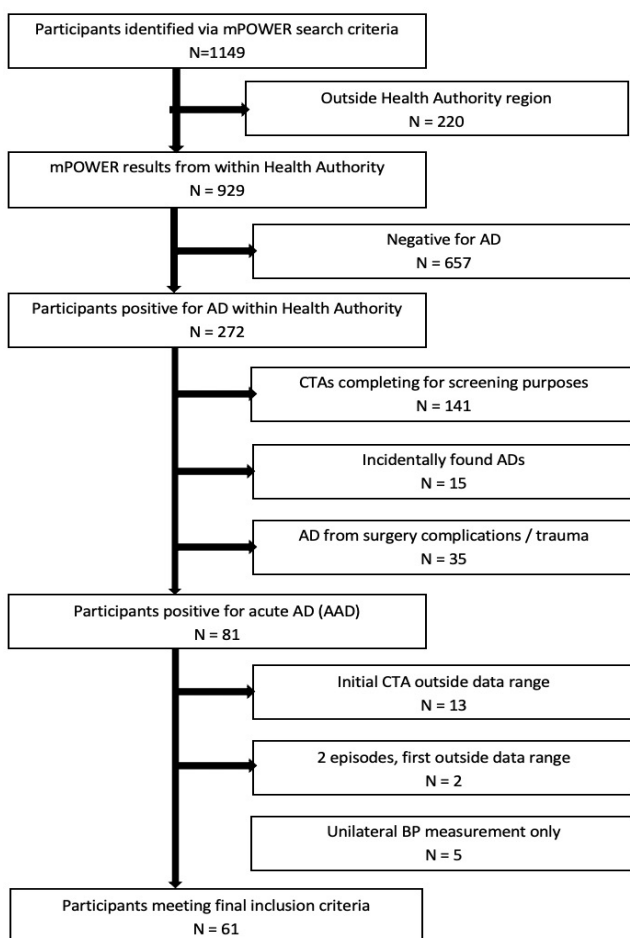 Participants identified via mPOWER search criteria
N=1149
Outside Health Authority region
N = 220
mPOWER results from within Health Authority
N = 929
Negative for AD
N = 657
Participants positive for AD within Health Authority
N = 272
CTAs completing for screening purposes
N = 141
Incidentally found ADs
N = 15
AD from surgery complications / trauma
N = 35
Participants positive for acute AD (AAD)
N = 81
Initial CTA outside data range
N = 13
2 episodes, first outside data range
N = 2
Unilateral BP measurement only
N = 5
Participants meeting final inclusion criteria
N = 61